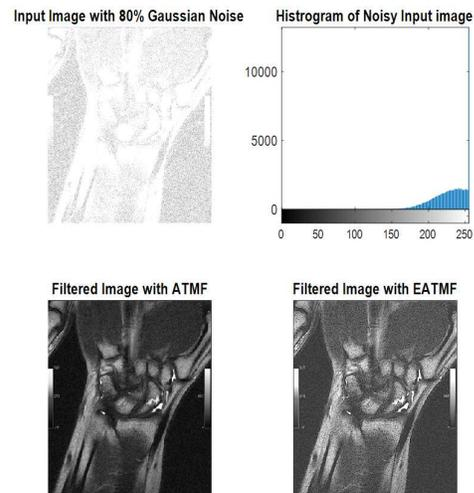 Input Image with 80% Gaussian Noise
Histrogram of Noisy Input image
10000
5000
0
0 50 100 150 200 250
Filtered Image with ATMF
Filtered Image with EATMF